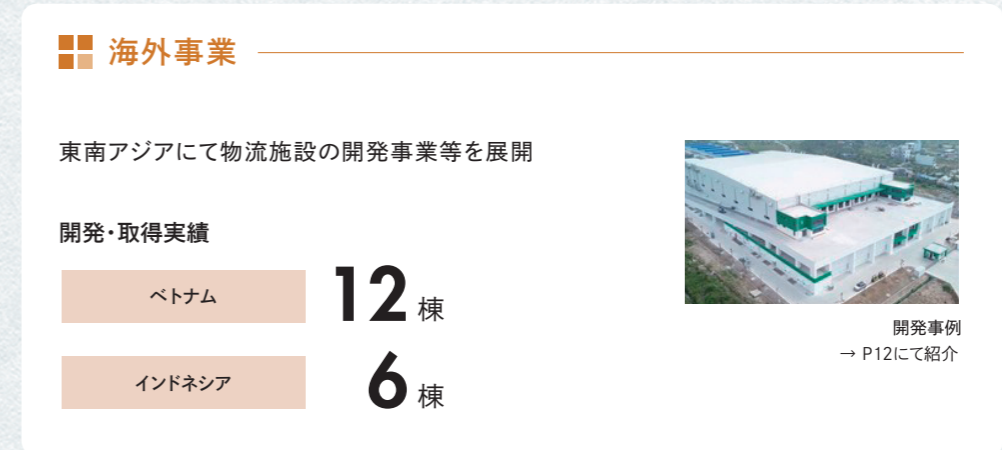 海外事業
東南アジアにて物流施設の開発事業等を展開
開発・取得実績
ベトナム 12棟
インドネシア 6棟
開発事例
→ P12にて紹介